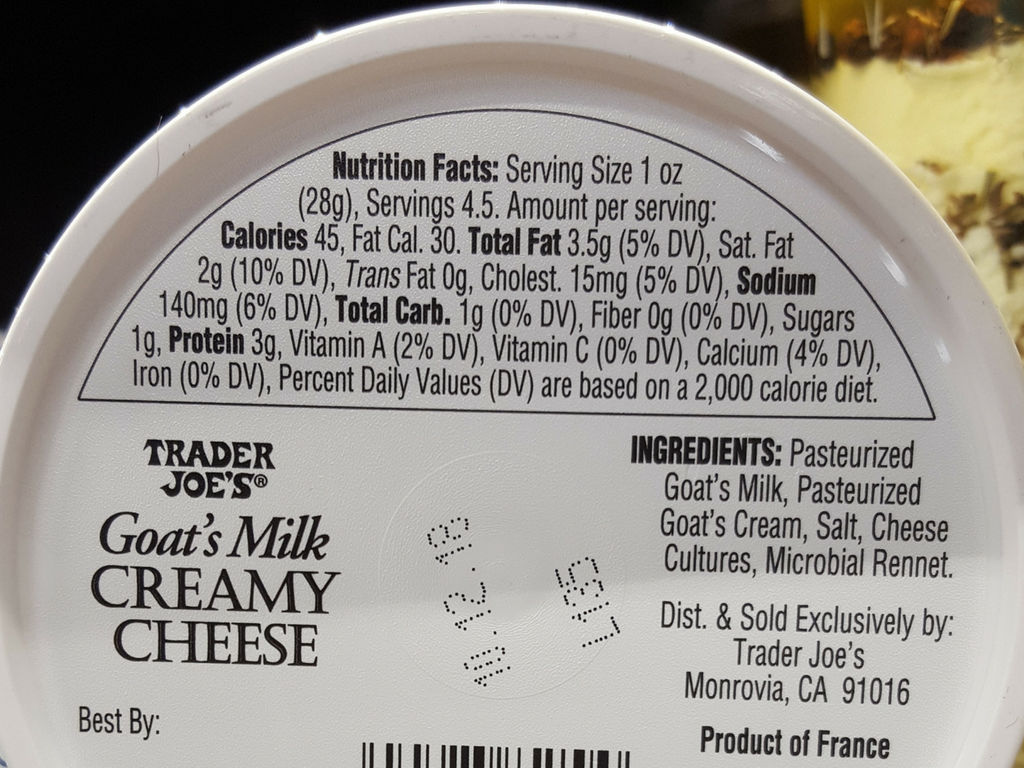 Nutrition Facts: Serving Size 1 oz
(28g), Servings 4.5. Amount per serving:
Calories 45, Fat Cal. 30. Total Fat 3.5g (5% DV), Sat. Fat
2g (10% DV), Trans Fat 0g, Cholest. 15mg (5% DV), Sodium
140mg (6% DV), Total Carb. 1g (0% DV), Fiber 0g (0% DV), Sugars
1g, Protein 3g, Vitamin A (2% DV), Vitamin C (0% DV), Calcium (4% DV),
Iron (0% DV), Percent Daily Values (DV) are based on a 2,000 calorie diet.
TRADER
JOE'S®
Goat's Milk
CREAMY
CHEESE
Best By:
INGREDIENTS: Pasteurized
Goat's Milk, Pasteurized
Goat's Cream, Salt, Cheese
Cultures, Microbial Rennet.
Dist. & Sold Exclusively by:
Trader Joe's
Monrovia, CA 91016
Product of France